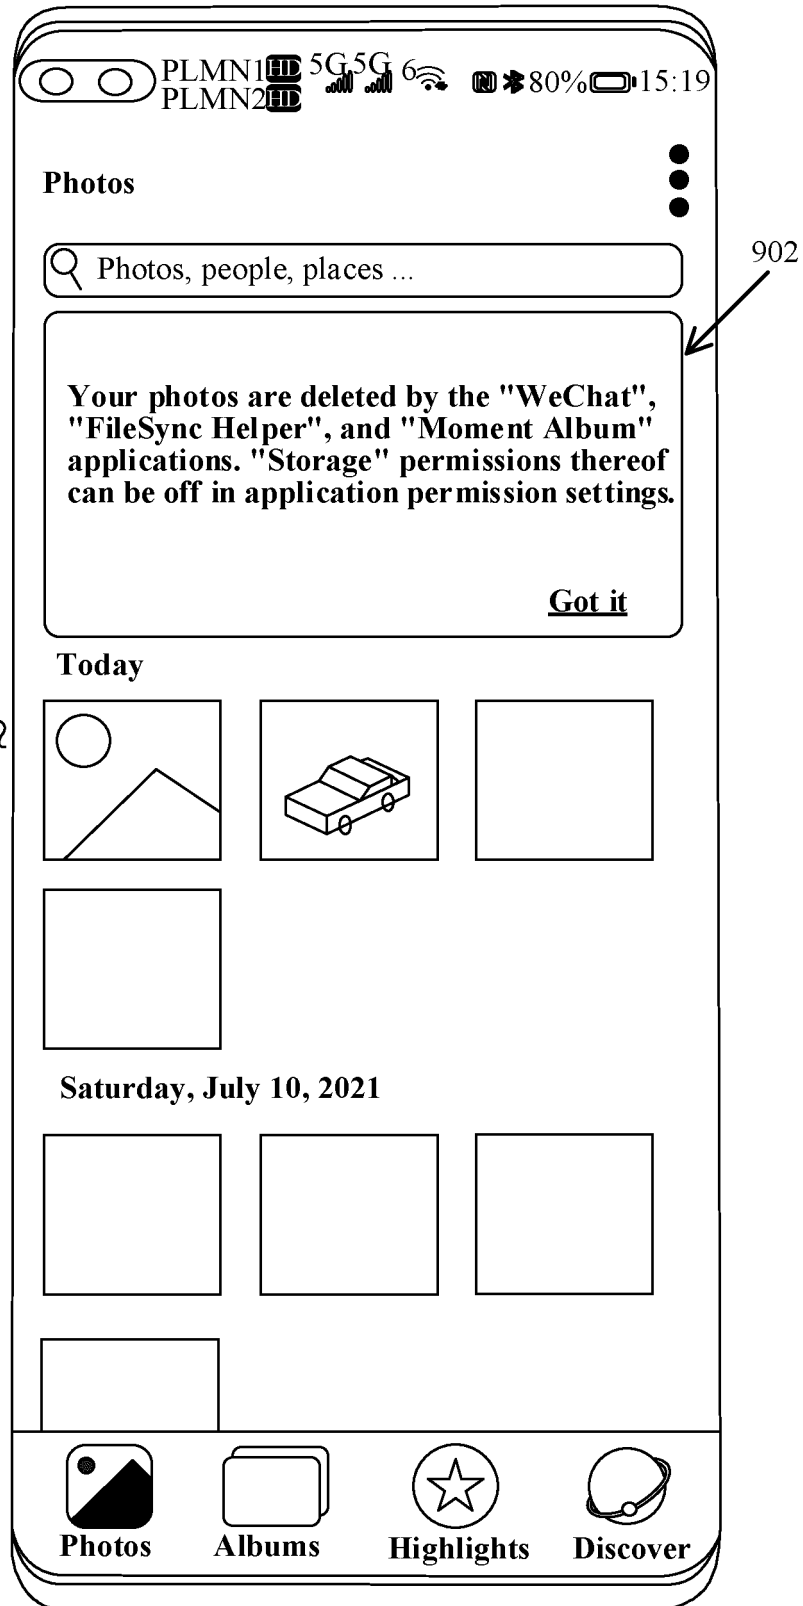 PLMN1 HD 5G 5G 6 N 80% 15:19
PLMN2 HD
Photos
902
Photos, people, places ...
Your photos are deleted by the "WeChat",
"FileSync Helper", and "Moment Album"
applications. "Storage" permissions thereof
can be off in application permission settings.
Got it
Today
Saturday, July 10, 2021
Photos Albums Highlights Discover